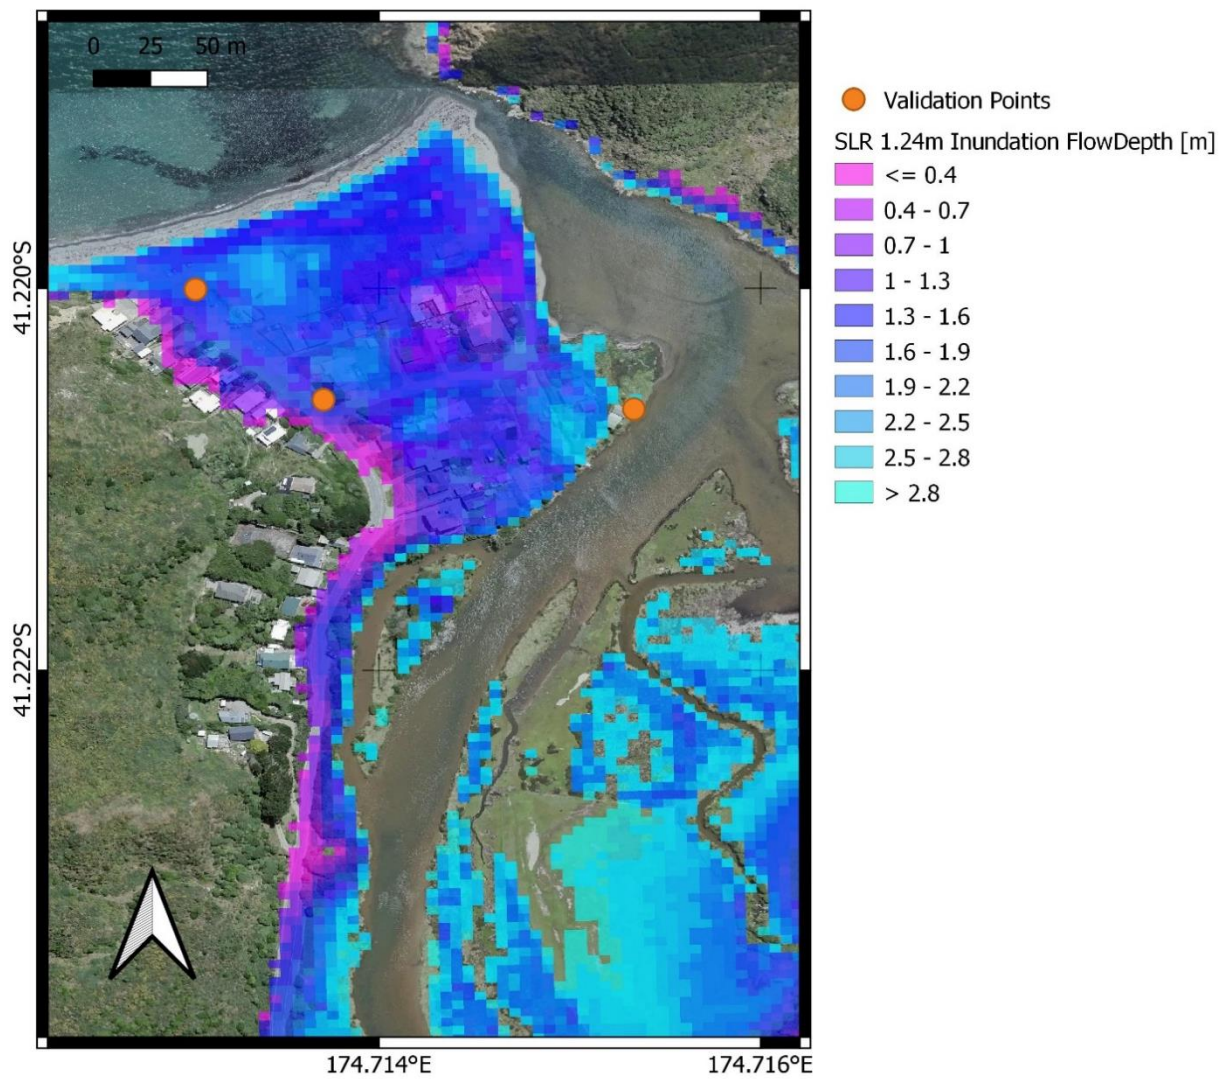 0 25 50 m
Validation Points
SLR 1.24m Inundation FlowDepth [m]
<= 0.4
0.4 - 0.7
0.7 - 1
1 - 1.3
1.3 - 1.6
1.6 - 1.9
1.9 - 2.2
2.2 - 2.5
2.5 - 2.8
> 2.8
41.220°S
41.222°S
174.714°E 174.716°E